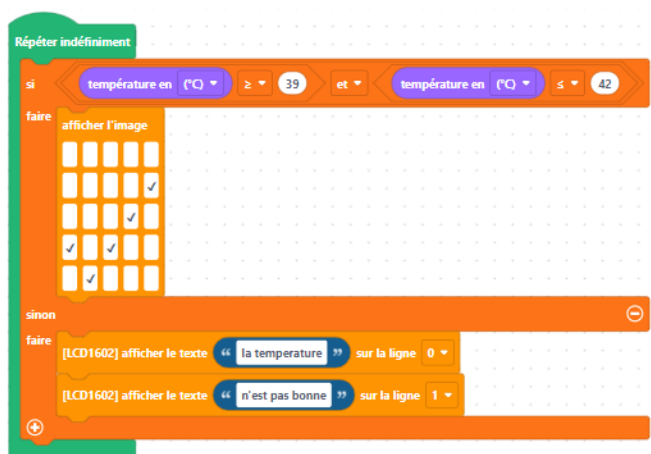 Répéter indéfiniment
si température en (°C) ≥ 39 et température en (°C) ≤ 42
faire
afficher l'image
sinon
faire
[LCD1602] afficher le texte “ la temperature ” sur la ligne 0
[LCD1602] afficher le texte “ n'est pas bonne ” sur la ligne 1